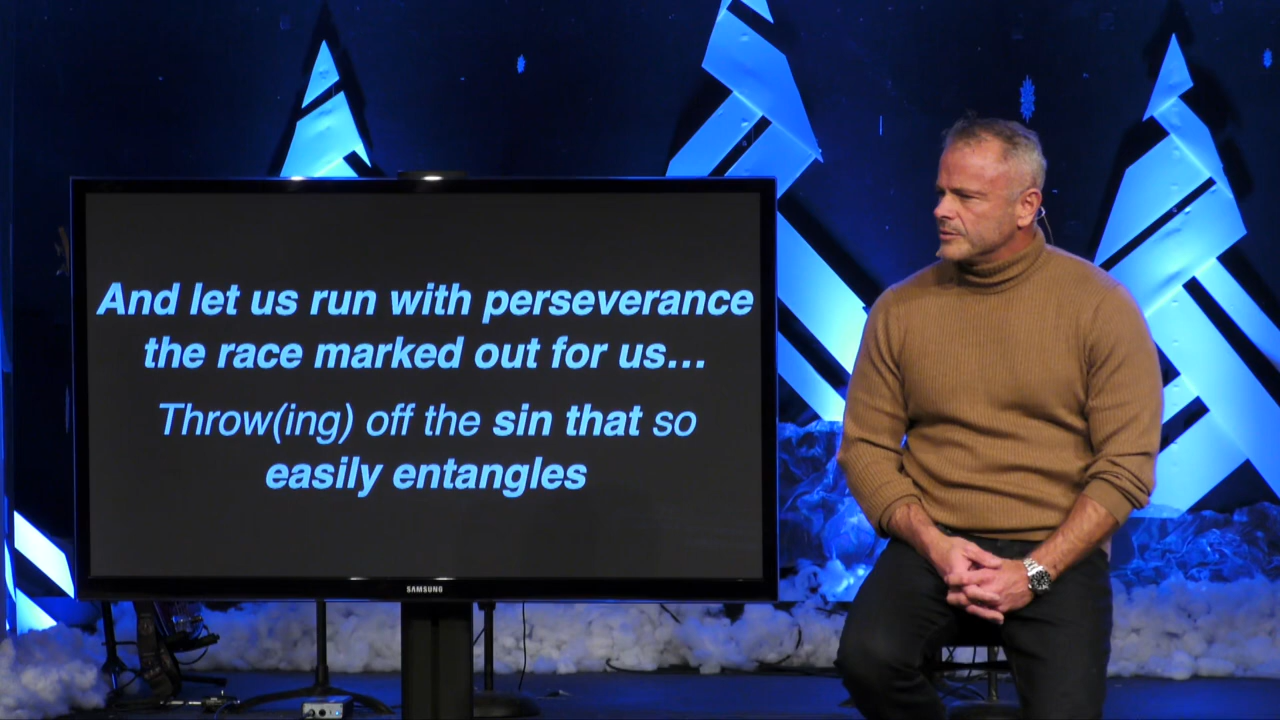 And let us run with perseverance
the race marked out for us...
Throw(ing) off the sin that so
easily entangles
SAMSUNG